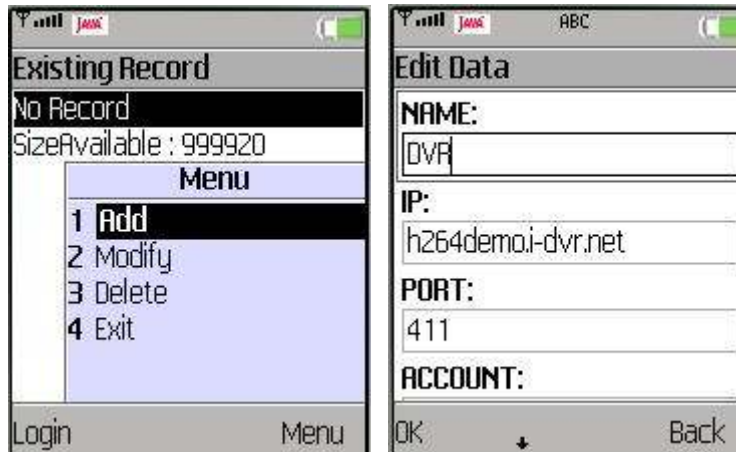 JAVA
Existing Record
No Record
SizeAvailable : 999920
Menu
1 Add
2 Modify
3 Delete
4 Exit
Login
Menu
JAVA
ABC
Edit Data
NAME:
DVR
IP:
h264demo.i-dvr.net
PORT:
411
ACCOUNT:
OK
Back